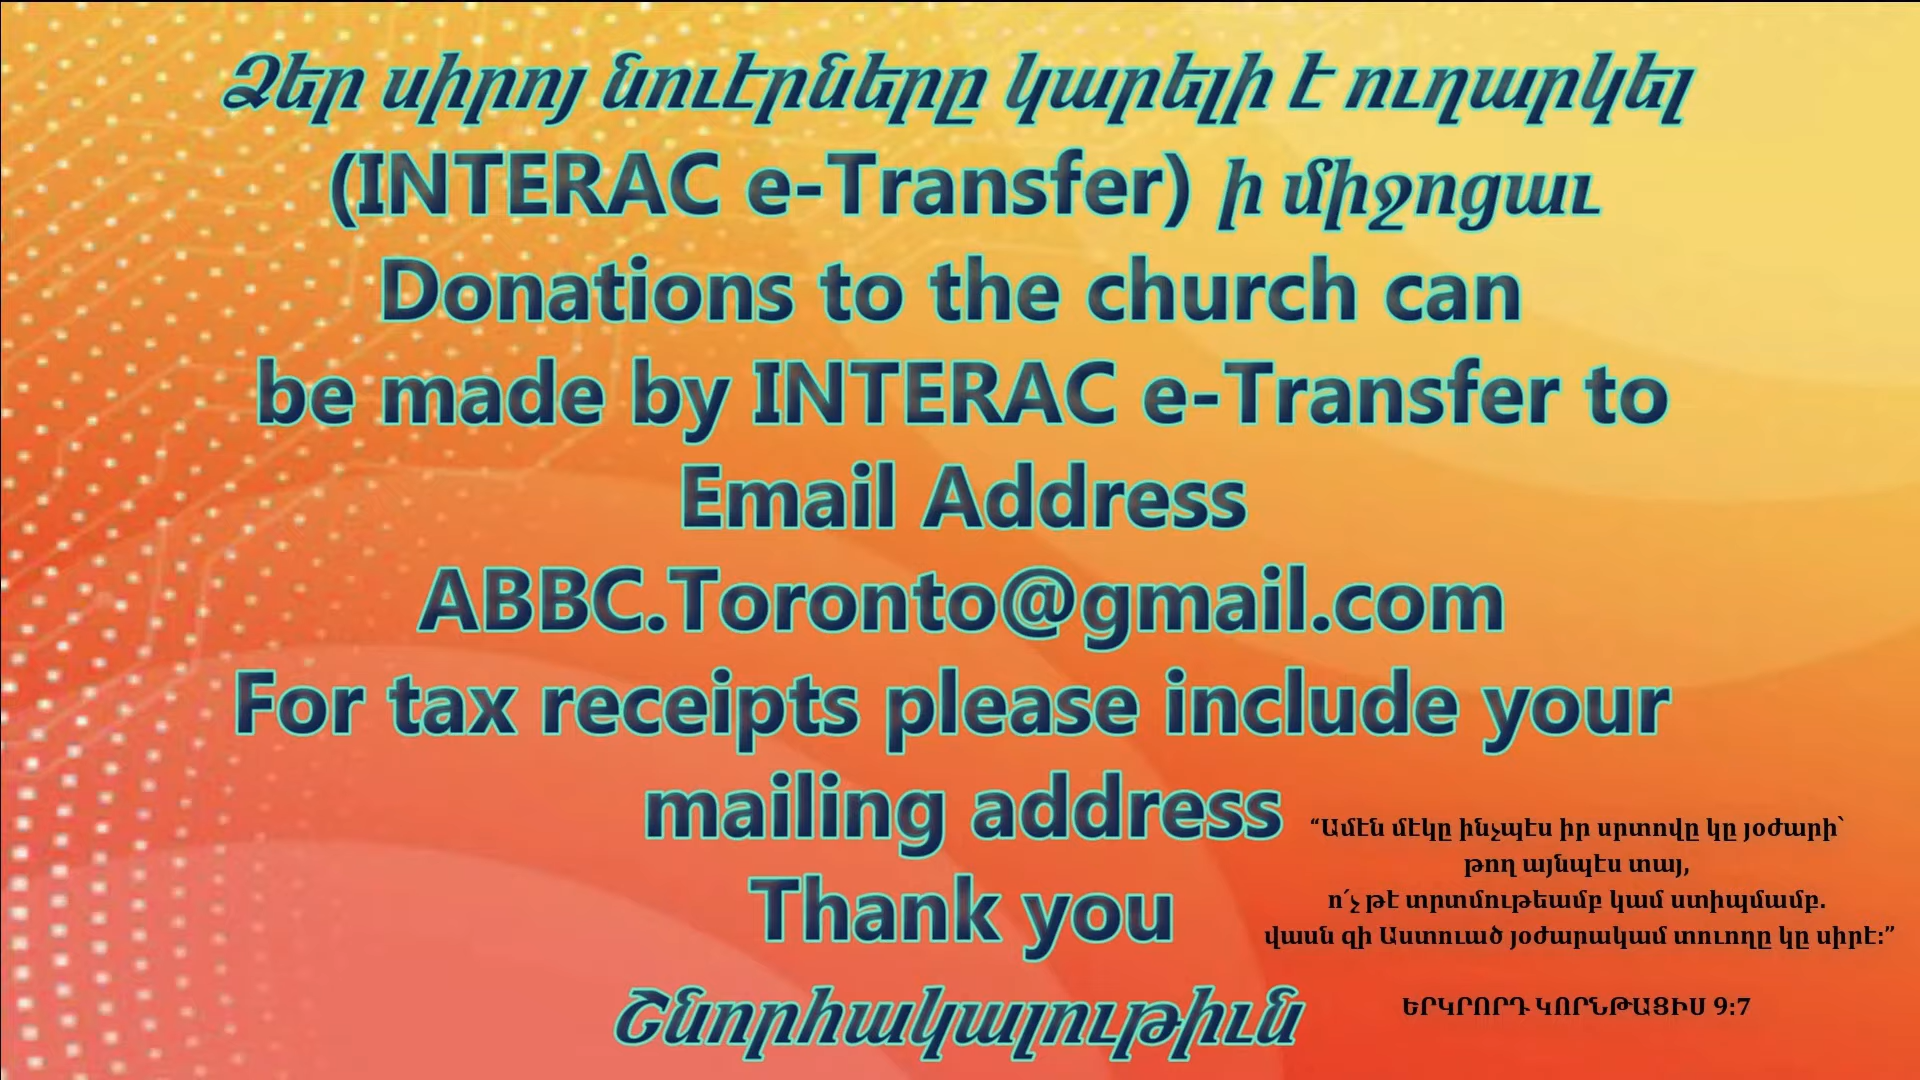 Ձեր սիրոյ նուէրները կարելի է ուղարկել
(INTERAC e-Transfer) ի միջոցաւ
Donations to the church can
be made by INTERAC e-Transfer to
Email Address
ABBC.Toronto@gmail.com
For tax receipts please include your
mailing address
Thank you
Շնորհակալութիւն
“Ամէն մէկը ինչպէս իր սրտովը կը յօժարի՝
թող այնպէս տայ,
ո՛չ թէ տրտմութեամբ կամ ստիպմամբ.
վասն զի Աստուած յօժարակամ տուողը կը սիրէ։”
ԵՐԿՐՈՐԴ ԿՈՐՆԹԱՑԻՍ 9:7